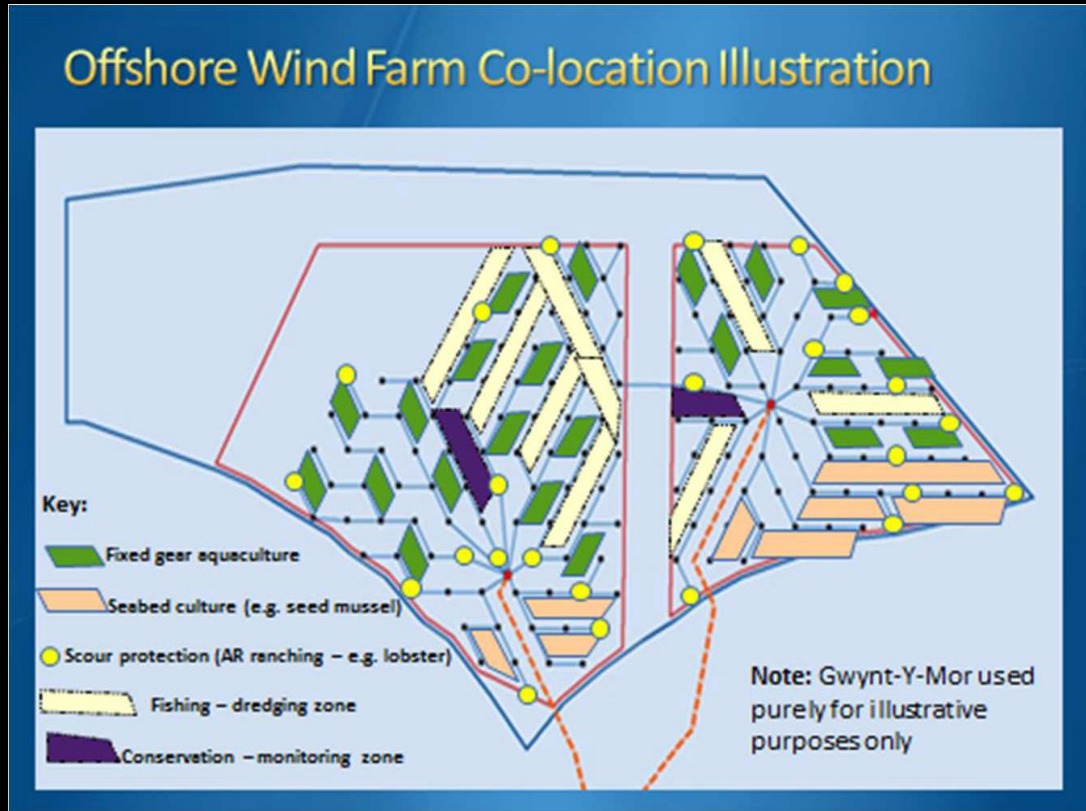 Offshore Wind Farm Co-location Illustration
Key:
Fixed gear aquaculture
Seabed culture (e.g. seed mussel)
Scour protection (AR ranching – e.g. lobster)
Fishing – dredging zone
Conservation – monitoring zone
Note: Gwynt-Y-Mor used
purely for illustrative
purposes only